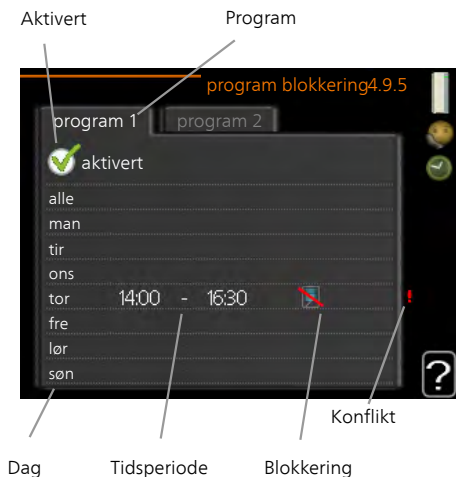 Aktivert Program
program blokkering4.9.5
program 1 program 2
aktivert
alle
man
tir
ons
tor 14:00 - 16:30 !
fre
lør
søn
?
Konflikt
Dag Tidsperiode Blokkering